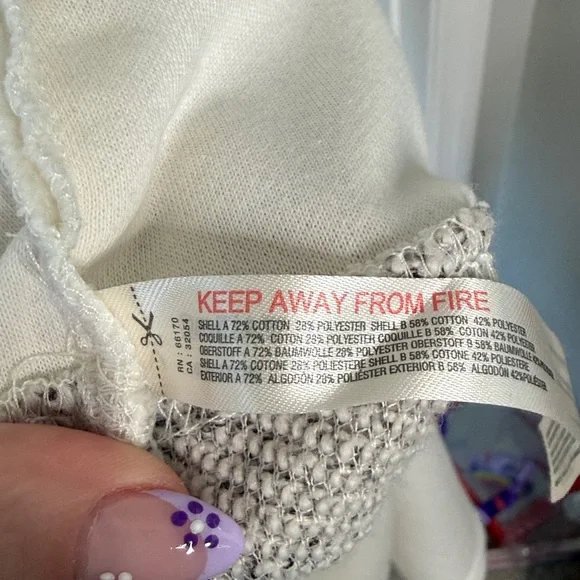 KEEP AWAY FROM FIRE
SHELL A 72% COTTON 28% POLYESTER SHELL B 58% COTTON 42% POLYESTER
COQUILLE A 72% COTON 28% POLYESTER COQUILLE B 58% COTON 42% POLYESTER
OBERSTOFF A 72% BAUMWOLLE 28% POLYESTER OBERSTOFF B 58% BAUMWOLLE 42%
SHELL A 72% COTONE 28% POLIESTERE SHELL B 58% COTONE 42% POLIESTERE
EXTERIOR A 72% ALGODÓN 28% POLIÉSTER EXTERIOR B 58% ALGODÓN 42%POLIÉSTER
RN: 66170
CA: 32054